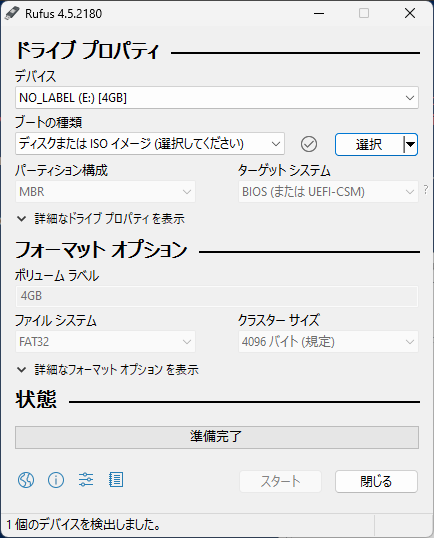 Rufus 4.5.2180
ドライブ プロパティ
デバイス
NO_LABEL (E:) [4GB]
ブートの種類
ディスクまたは ISO イメージ (選択してください)
選択
パーティション構成
ターゲット システム
MBR
BIOS (または UEFI-CSM)
?
詳細なドライブ プロパティを表示
フォーマット オプション
ボリューム ラベル
4GB
ファイル システム
クラスター サイズ
FAT32
4096 バイト (規定)
詳細なフォーマット オプション を表示
状態
準備完了
スタート
閉じる
1 個のデバイスを検出しました。